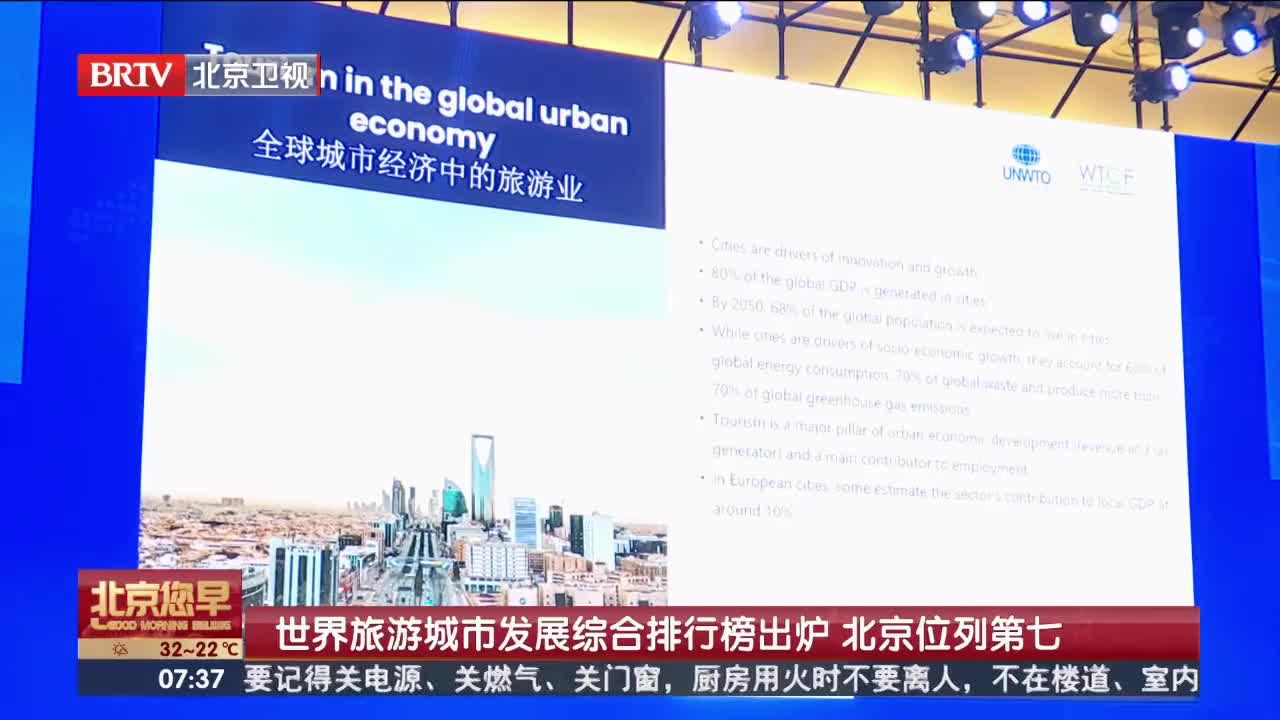 BRTV 北京卫视
in the global urban
economy
全球城市经济中的旅游业
UNWTO
WTCF
• Cities are drivers of innovation and growth
• 80% of the global GDP is generated in cities
• By 2050, 68% of the global population is expected to live in cities
• While cities are drivers of socio-economic growth, they account for 60% of
global energy consumption, 70% of global waste and produce more than
70% of global greenhouse gas emissions
• Tourism is a major pillar of urban economic development (revenue and tax
generator) and a main contributor to employment
• In European cities, some estimate the sector's contribution to local GDP at
around 10%
北京您早
GOOD MORNING BEIJING
世界旅游城市发展综合排行榜出炉 北京位列第七
32~22℃
07:37 要记得关电源、关燃气、关门窗，厨房用火时不要离人，不在楼道、室内